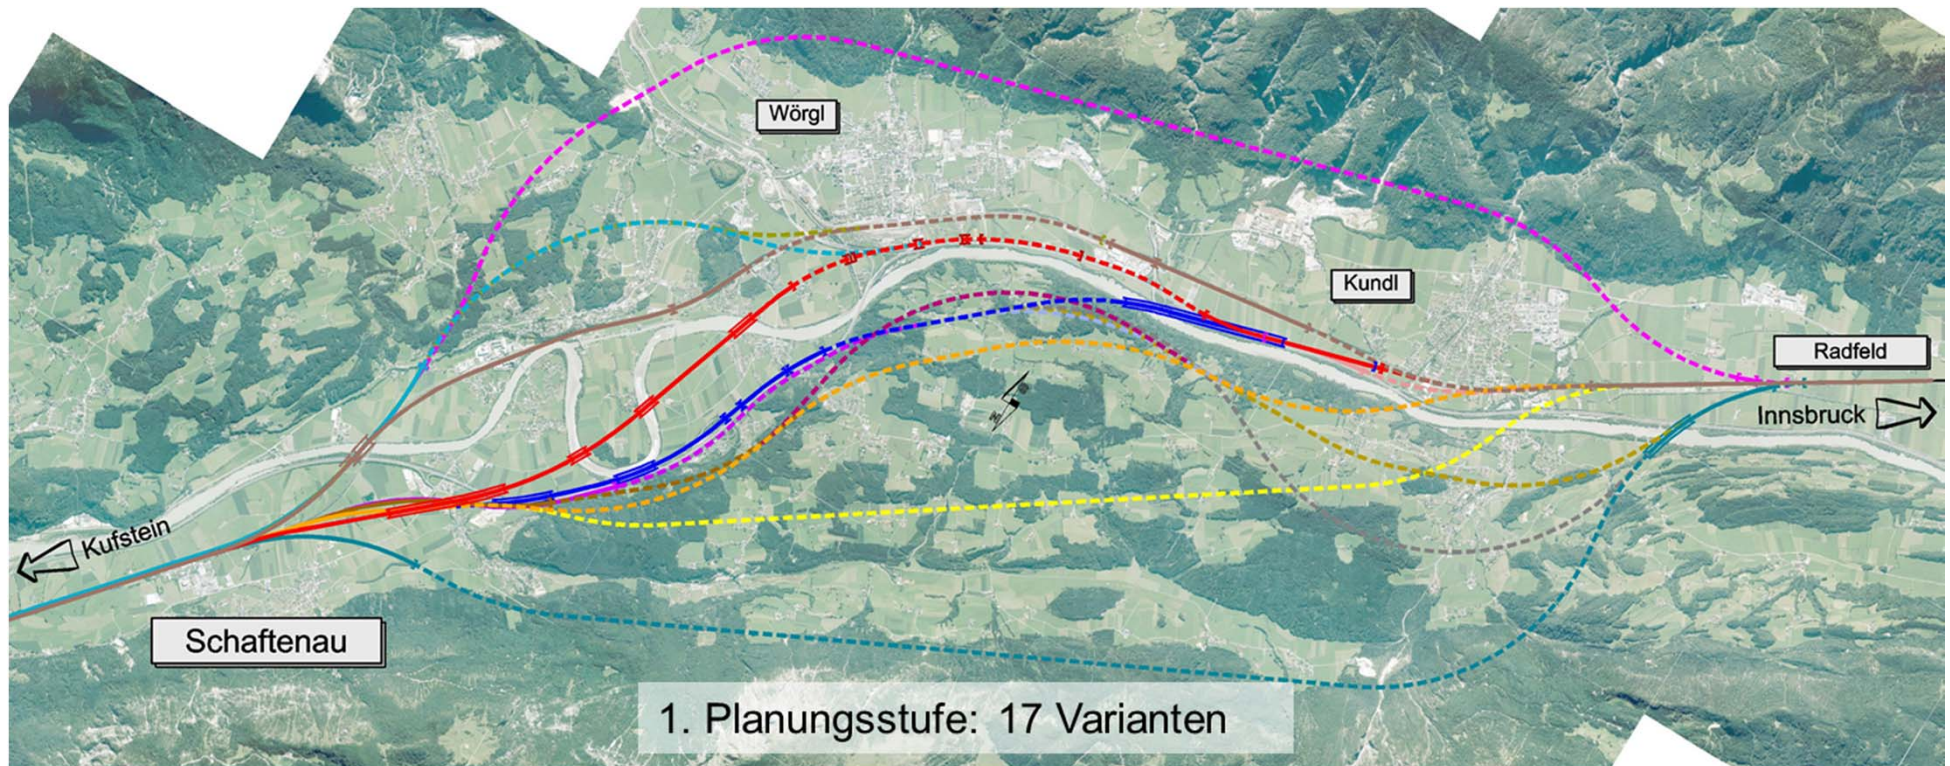 Wörgl
Kundl
Radfeld
Innsbruck
Kufstein
Schaftenau
N
1. Planungsstufe: 17 Varianten